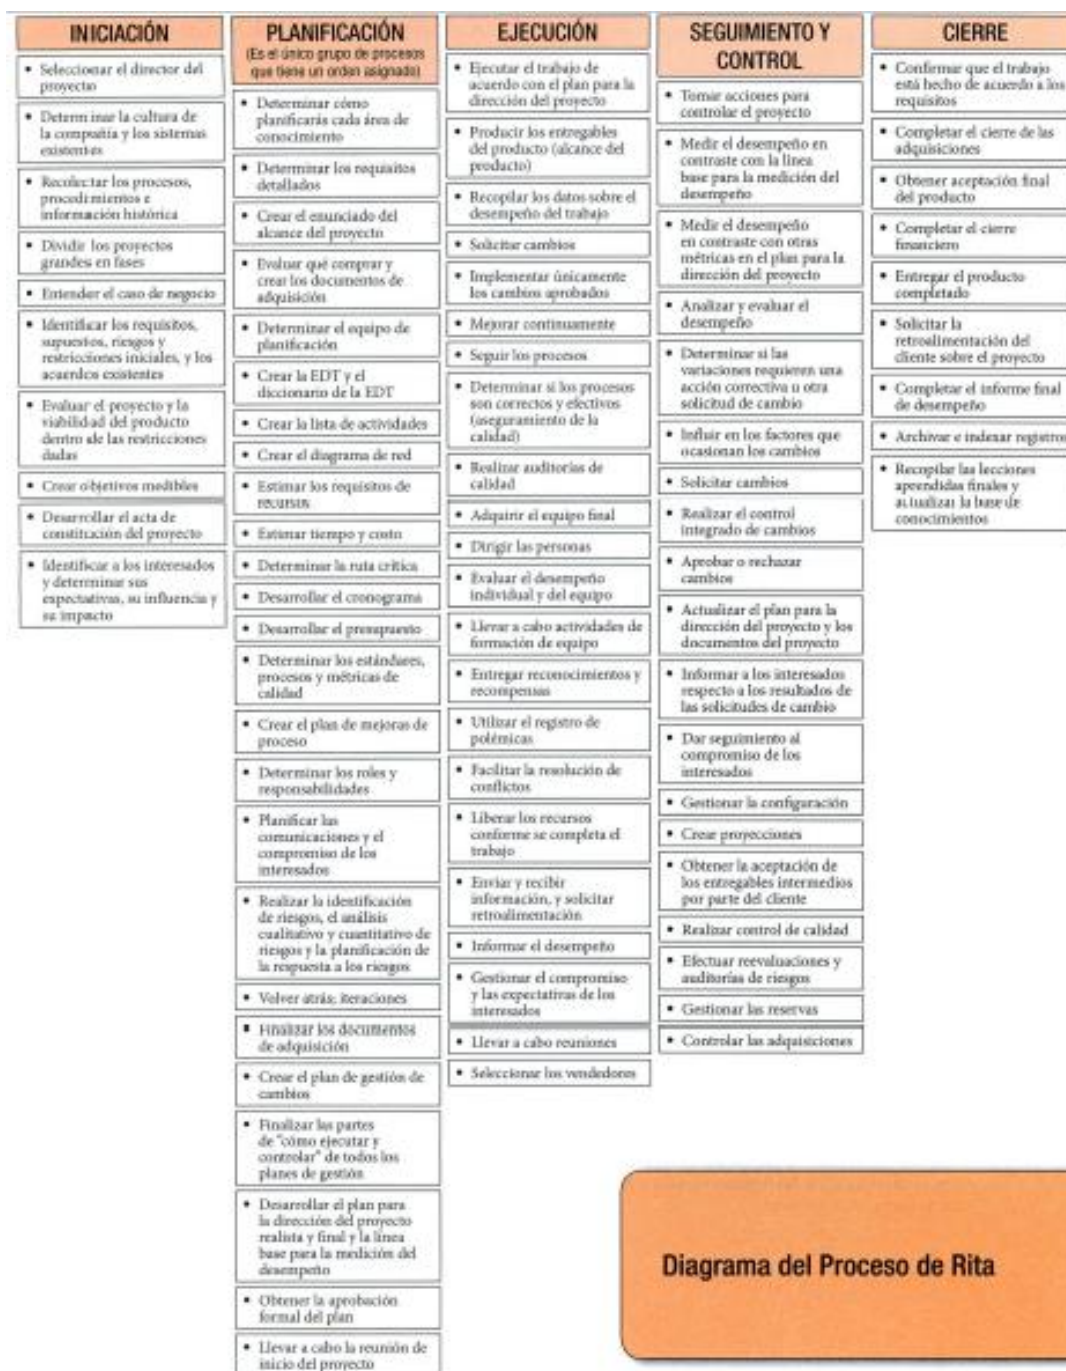 INICIACIÓN
• Seleccionar el director del
proyecto
• Determinar la cultura de
la compañía y los sistemas
existentes
• Recolectar los procesos,
procedimientos e
información histórica
• Dividir los proyectos
grandes en fases
• Entender el caso de negocio
• Identificar los requisitos,
supuestos, riesgos y
restricciones iniciales, y los
acuerdos existentes
• Evaluar el proyecto y la
viabilidad del producto
dentro de las restricciones
dadas
• Crear objetivos medibles
• Desarrollar el acta de
constitución del proyecto
• Identificar a los interesados
y determinar sus
expectativas, su influencia y
su impacto
PLANIFICACIÓN
(Es el único grupo de procesos
que tiene un orden asignado)
• Determinar cómo
planificarás cada área de
conocimiento
• Determinar los requisitos
detallados
• Crear el enunciado del
alcance del proyecto
• Evaluar qué comprar y
crear los documentos de
adquisición
• Determinar el equipo de
planificación
• Crear la EDT y el
diccionario de la EDT
• Crear la lista de actividades
• Crear el diagrama de red
• Estimar los requisitos de
recursos
• Estimar tiempo y costo
• Determinar la ruta crítica
• Desarrollar el cronograma
• Desarrollar el presupuesto
• Determinar los estándares,
procesos y métricas de
calidad
• Crear el plan de mejoras de
proceso
• Determinar los roles y
responsabilidades
• Planificar las
comunicaciones y el
compromiso de los
interesados
• Realizar la identificación
de riesgos, el análisis
cualitativo y cuantitativo de
riesgos y la planificación de
la respuesta a los riesgos
• Volver atrás; iteraciones
• Finalizar los documentos
de adquisición
• Crear el plan de gestión de
cambios
• Finalizar las partes
de "cómo ejecutar y
controlar" de todos los
planes de gestión
• Desarrollar el plan para
la dirección del proyecto
realista y final y la línea
base para la medición del
desempeño
• Obtener la aprobación
formal del plan
• Llevar a cabo la reunión de
inicio del proyecto
EJECUCIÓN
• Ejecutar el trabajo de
acuerdo con el plan para la
dirección del proyecto
• Producir los entregables
del producto (alcance del
producto)
• Recopilar los datos sobre el
desempeño del trabajo
• Solicitar cambios
• Implementar únicamente
los cambios aprobados
• Mejorar continuamente
• Seguir los procesos
• Determinar si los procesos
son correctos y efectivos
(aseguramiento de la
calidad)
• Realizar auditorías de
calidad
• Adquirir el equipo final
• Dirigir las personas
• Evaluar el desempeño
individual y del equipo
• Llevar a cabo actividades de
formación de equipo
• Entregar reconocimientos y
recompensas
• Utilizar el registro de
polémicas
• Facilitar la resolución de
conflictos
• Liberar los recursos
conforme se completa el
trabajo
• Enviar y recibir
información, y solicitar
retroalimentación
• Informar el desempeño
• Gestionar el compromiso
y las expectativas de los
interesados
• Llevar a cabo reuniones
• Seleccionar los vendedores
SEGUIMIENTO Y
CONTROL
• Tomar acciones para
controlar el proyecto
• Medir el desempeño en
contraste con la línea
base para la medición del
desempeño
• Medir el desempeño
en contraste con otras
métricas en el plan para la
dirección del proyecto
• Analizar y evaluar el
desempeño
• Determinar si las
variaciones requieren una
acción correctiva u otra
solicitud de cambio
• Influir en los factores que
ocasionan los cambios
• Solicitar cambios
• Realizar el control
integrado de cambios
• Aprobar o rechazar
cambios
• Actualizar el plan para la
dirección del proyecto y los
documentos del proyecto
• Informar a los interesados
respecto a los resultados de
las solicitudes de cambio
• Dar seguimiento al
compromiso de los
interesados
• Gestionar la configuración
• Crear proyecciones
• Obtener la aceptación de
los entregables intermedios
por parte del cliente
• Realizar control de calidad
• Efectuar reevaluaciones y
auditorías de riesgos
• Gestionar las reservas
• Controlar las adquisiciones
CIERRE
• Confirmar que el trabajo
está hecho de acuerdo a los
requisitos
• Completar el cierre de las
adquisiciones
• Obtener aceptación final
del producto
• Completar el cierre
financiero
• Entregar el producto
completado
• Solicitar la
retroalimentación del
cliente sobre el proyecto
• Completar el informe final
de desempeño
• Archivar e indexar registros
• Recopilar las lecciones
aprendidas finales y
actualizar la base de
conocimientos
Diagrama del Proceso de Rita